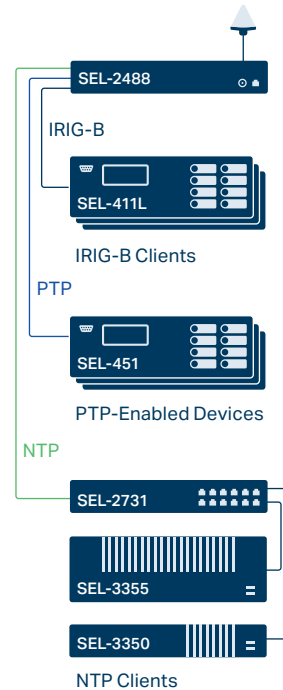 SEL-2488
IRIG-B
SEL-411L
IRIG-B Clients
PTP
SEL-451
PTP-Enabled Devices
NTP
SEL-2731
SEL-3355
SEL-3350
NTP Clients